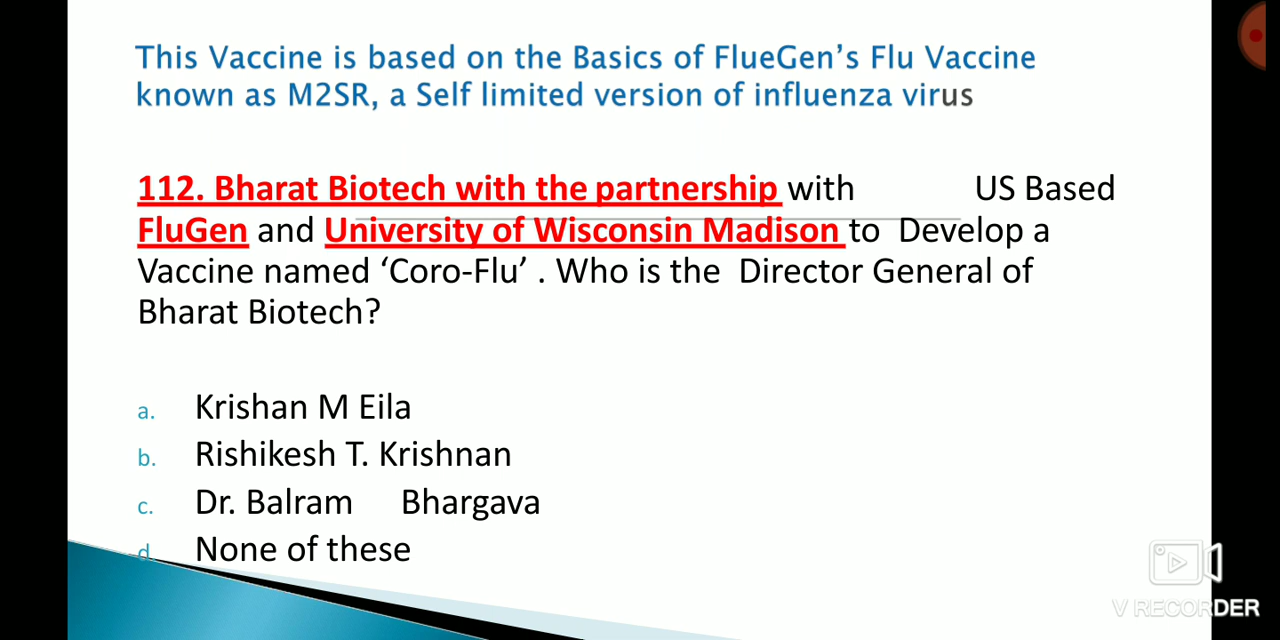 This Vaccine is based on the Basics of FlueGen's Flu Vaccine
known as M2SR, a Self limited version of influenza virus
112. Bharat Biotech with the partnership with US Based
FluGen and University of Wisconsin Madison to Develop a
Vaccine named ‘Coro-Flu’ . Who is the Director General of
Bharat Biotech?
a. Krishan M Eila
b. Rishikesh T. Krishnan
c. Dr. Balram Bhargava
d. None of these
V RECORDER